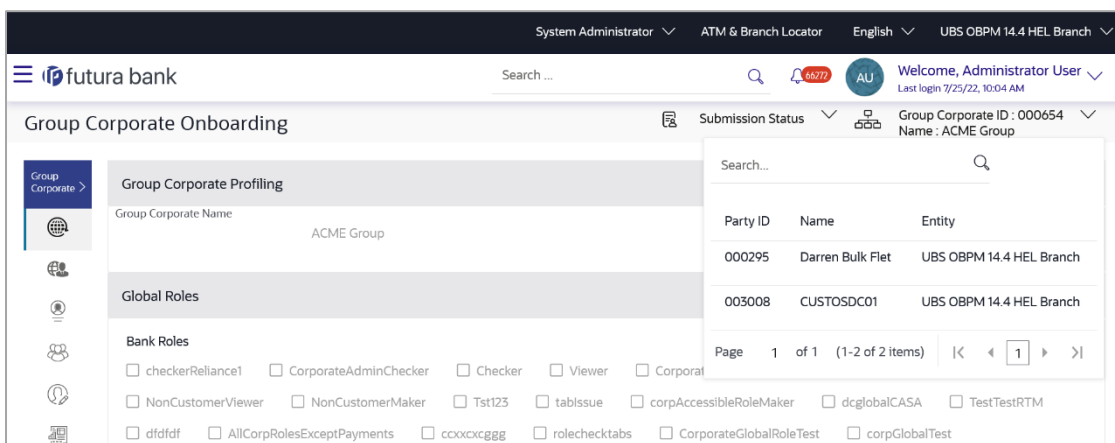 System Administrator ATM & Branch Locator English UBS OBPM 14.4 HEL Branch
futura bank Search ... 66272 AU Welcome, Administrator User
Last login 7/25/22, 10:04 AM
Group Corporate Onboarding Submission Status Group Corporate ID : 000654
Name : ACME Group
Group
Corporate >
Group Corporate Profiling
Group Corporate Name
ACME Group
Global Roles
Bank Roles
checkerReliance1 CorporateAdminChecker Checker Viewer Corporat
NonCustomerViewer NonCustomerMaker Tst123 tabIssue corpAccessibleRoleMaker dcglobalCASA TestTestRTM
dfdfdf AllCorpRolesExceptPayments ccxxcxcggg rolechecktabs CorporateGlobalRoleTest corpGlobalTest
Search...
Party ID Name Entity
000295 Darren Bulk Flet UBS OBPM 14.4 HEL Branch
003008 CUSTOSDC01 UBS OBPM 14.4 HEL Branch
Page 1 of 1 (1-2 of 2 items) 1